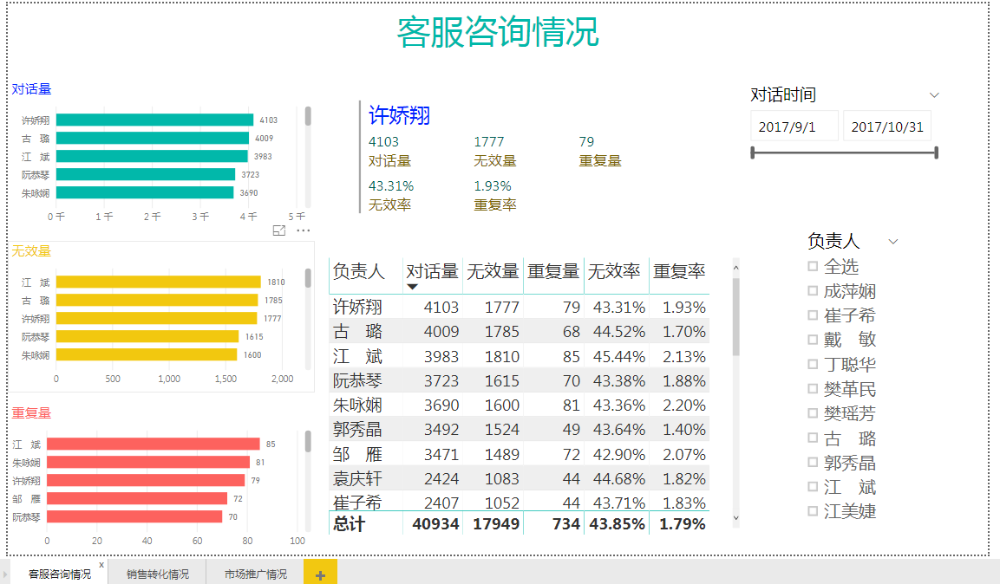 客服咨询情况
对话量
许娇翔 4103
古 璐 4009
江 斌 3983
阮恭琴 3723
朱咏娴 3690
0 千 1 千 2 千 3 千 4 千 5 千
无效量
江 斌 1810
古 璐 1785
许娇翔 1777
阮恭琴 1615
朱咏娴 1600
0 500 1,000 1,500 2,000
重复量
江 斌 85
朱咏娴 81
许娇翔 79
邹 雁 72
阮恭琴 70
0 20 40 60 80 100
许娇翔
4103 1777 79
对话量 无效量 重复量
43.31% 1.93%
无效率 重复率
对话时间
2017/9/1 2017/10/31
负责人 对话量 无效量 重复量 无效率 重复率
许娇翔 4103 1777 79 43.31% 1.93%
古 璐 4009 1785 68 44.52% 1.70%
江 斌 3983 1810 85 45.44% 2.13%
阮恭琴 3723 1615 70 43.38% 1.88%
朱咏娴 3690 1600 81 43.36% 2.20%
郭秀晶 3492 1524 49 43.64% 1.40%
邹 雁 3471 1489 72 42.90% 2.07%
袁庆轩 2424 1083 44 44.68% 1.82%
崔子希 2407 1052 44 43.71% 1.83%
总计 40934 17949 734 43.85% 1.79%
负责人
全选
成萍娴
崔子希
戴 敏
丁聪华
樊革民
樊瑶芳
古 璐
郭秀晶
江 斌
江美婕
客服咨询情况 x 销售转化情况 市场推广情况 +